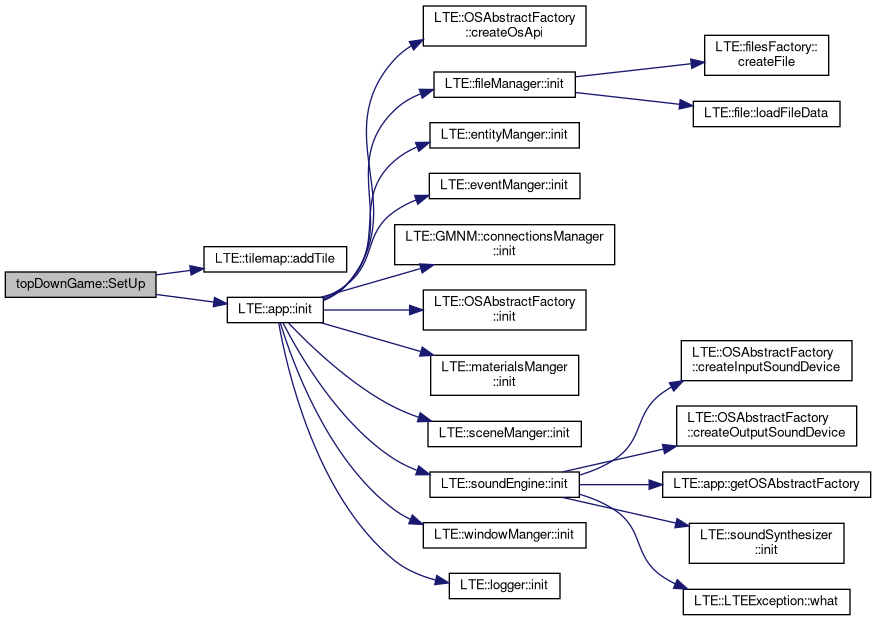 topDownGame::SetUp
LTE::tilemap::addTile
LTE::app::init
LTE::OSAbstractFactory
::createOsApi
LTE::fileManager::init
LTE::entityManger::init
LTE::eventManger::init
LTE::GMNM::connectionsManager
::init
LTE::OSAbstractFactory
::init
LTE::materialsManger
::init
LTE::sceneManger::init
LTE::soundEngine::init
LTE::windowManger::init
LTE::logger::init
LTE::filesFactory::
createFile
LTE::file::loadFileData
LTE::OSAbstractFactory
::createInputSoundDevice
LTE::OSAbstractFactory
::createOutputSoundDevice
LTE::app::getOSAbstractFactory
LTE::soundSynthesizer
::init
LTE::LTEException::what